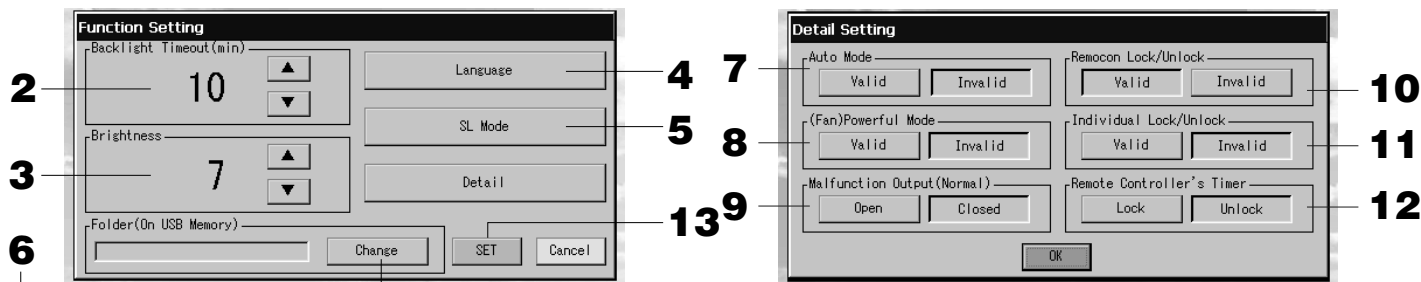 Function Setting
Backlight Timeout(min)
10
▲
▼
Language
2
4
SL Mode
5
Brightness
7
▲
▼
3
Detail
Folder(On USB Memory)
Change
SET
Cancel
13
6
Detail Setting
Auto Mode
Valid Invalid
7
Remocon Lock/Unlock
Valid Invalid
10
(Fan)Powerful Mode
Valid Invalid
8
Individual Lock/Unlock
Valid Invalid
11
Malfunction Output(Normal)
Open Closed
9
Remote Controller's Timer
Lock Unlock
12
OK